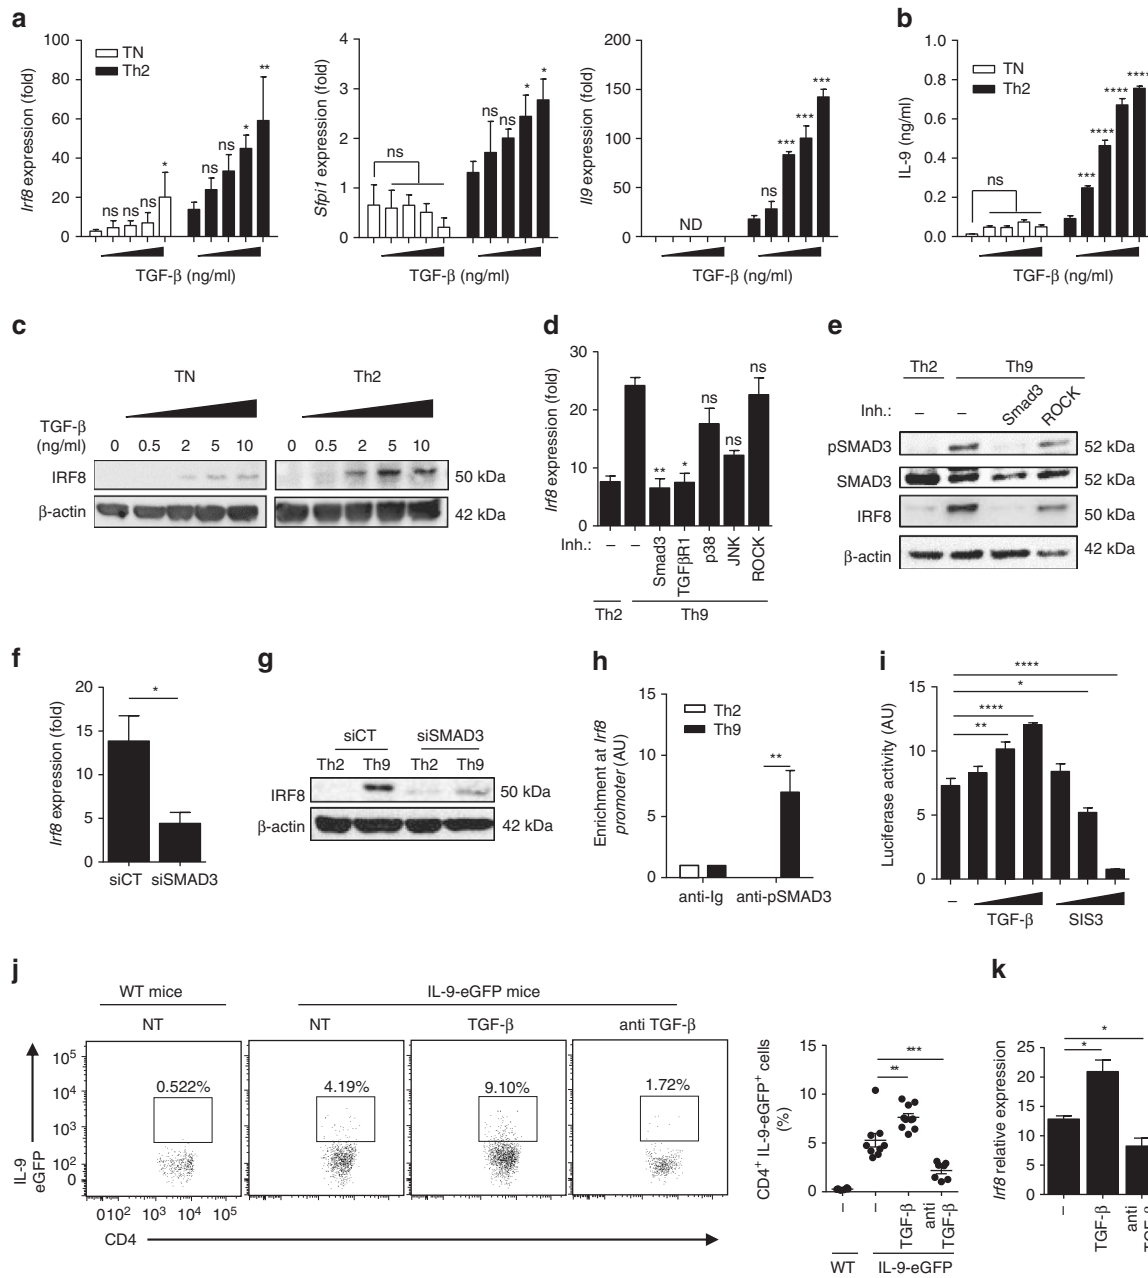 a
Irf8 expression (fold)
100
80
60
40
20
0
TN
Th2
ns
ns
ns
*
ns
ns
*
**
TGF-β (ng/ml)
Sfpi1 expression (fold)
4
3
2
1
0
ns
ns
ns
*
*
TGF-β (ng/ml)
Il9 expression (fold)
200
150
100
50
0
ND
ns
***
***
***
TGF-β (ng/ml)
b
IL-9 (ng/ml)
1.0
0.8
0.6
0.4
0.2
0.0
TN
Th2
ns
***
****
****
****
TGF-β (ng/ml)
c
TN Th2
TGF-β (ng/ml) 0 0.5 2 5 10 0 0.5 2 5 10
IRF8 50 kDa
β-actin 42 kDa
d
Irf8 expression (fold)
30
20
10
0
**
*
ns
ns
ns
Inh.: – – Smad3 TGFβR1 p38 JNK ROCK
Th2 Th9
e
Th2 Th9
Inh.: – – Smad3 ROCK
pSMAD3 52 kDa
SMAD3 52 kDa
IRF8 50 kDa
β-actin 42 kDa
f
Irf8 expression (fold)
20
15
10
5
0
*
siCT siSMAD3
g
siCT siSMAD3
Th2 Th9 Th2 Th9
IRF8 50 kDa
β-actin 42 kDa
h
Enrichment at Irf8
promoter (AU)
15
10
5
0
Th2
Th9
**
anti-Ig anti-pSMAD3
i
Luciferase activity (AU)
15
10
5
0
****
*
****
**
– TGF-β SIS3
j
WT mice IL-9-eGFP mice
NT NT TGF-β anti TGF-β
0.522% 4.19% 9.10% 1.72%
10⁵
10⁴
10³
10²
0
IL-9
eGFP
010² 10³ 10⁴ 10⁵
CD4
CD4⁺ IL-9-eGFP⁺ cells
(%)
15
10
5
0
***
**
– – TGF-β anti TGF-β
WT IL-9-eGFP
k
Irf8 relative expression
25
20
15
10
5
0
*
*
– TGF-β anti